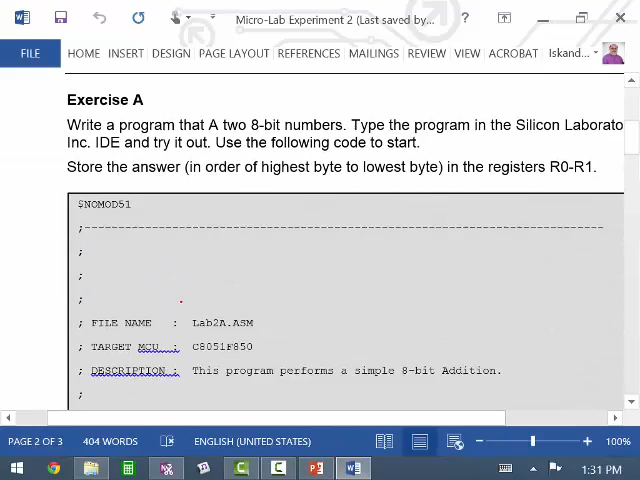 Micro-Lab Experiment 2 (Last saved by...
?
FILE HOME INSERT DESIGN PAGE LAYOUT REFERENCES MAILINGS REVIEW VIEW ACROBAT Iskand...
Exercise A
Write a program that A two 8-bit numbers. Type the program in the Silicon Laborato
Inc. IDE and try it out. Use the following code to start.
Store the answer (in order of highest byte to lowest byte) in the registers R0-R1.
$NOMOD51
;-----------------------------------------------------------------------------
;
;
;
; FILE NAME : Lab2A.ASM
; TARGET MCU : C8051F850
; DESCRIPTION : This program performs a simple 8-bit Addition.
;
PAGE 2 OF 3 404 WORDS ENGLISH (UNITED STATES) 100%
1:31 PM